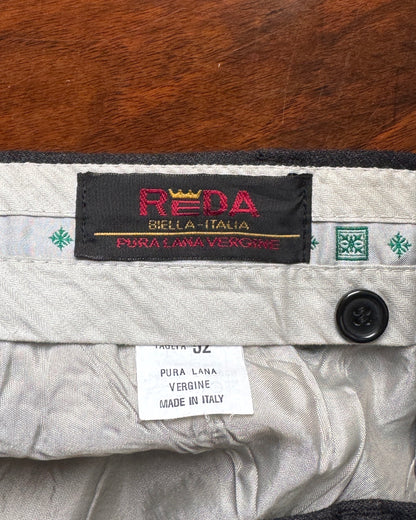 REDA
BIELLA-ITALIA
PURA LANA VERGINE
TAGLIA 52
PURA LANA
VERGINE
MADE IN ITALY